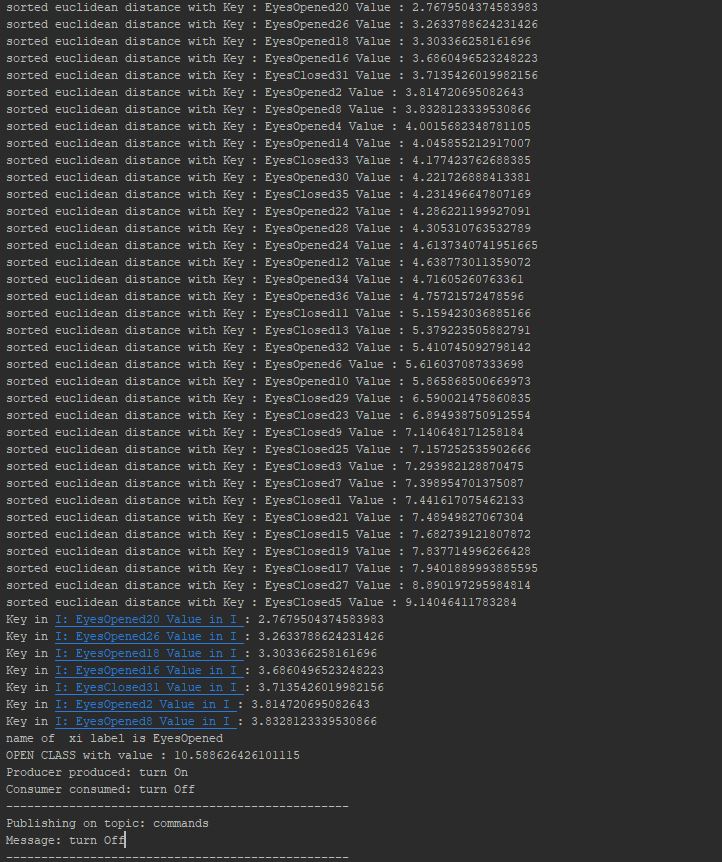 sorted euclidean distance with Key : EyesOpened20 Value : 2.7679504374583983
sorted euclidean distance with Key : EyesOpened26 Value : 3.2633788624231426
sorted euclidean distance with Key : EyesOpened18 Value : 3.303366258161696
sorted euclidean distance with Key : EyesOpened16 Value : 3.6860496523248223
sorted euclidean distance with Key : EyesClosed31 Value : 3.7135426019982156
sorted euclidean distance with Key : EyesOpened2 Value : 3.814720695082643
sorted euclidean distance with Key : EyesOpened8 Value : 3.8328123339530866
sorted euclidean distance with Key : EyesOpened4 Value : 4.0015682348781105
sorted euclidean distance with Key : EyesOpened14 Value : 4.045855212917007
sorted euclidean distance with Key : EyesClosed33 Value : 4.177423762688385
sorted euclidean distance with Key : EyesOpened30 Value : 4.221726888413381
sorted euclidean distance with Key : EyesClosed35 Value : 4.231496647807169
sorted euclidean distance with Key : EyesOpened22 Value : 4.286221199927091
sorted euclidean distance with Key : EyesOpened28 Value : 4.305310763532789
sorted euclidean distance with Key : EyesOpened24 Value : 4.6137340741951665
sorted euclidean distance with Key : EyesOpened12 Value : 4.638773011359072
sorted euclidean distance with Key : EyesOpened34 Value : 4.71605260763361
sorted euclidean distance with Key : EyesOpened36 Value : 4.75721572478596
sorted euclidean distance with Key : EyesClosed11 Value : 5.159423036885166
sorted euclidean distance with Key : EyesClosed13 Value : 5.379223505882791
sorted euclidean distance with Key : EyesOpened32 Value : 5.410745092798142
sorted euclidean distance with Key : EyesOpened6 Value : 5.616037087333698
sorted euclidean distance with Key : EyesOpened10 Value : 5.865868500669973
sorted euclidean distance with Key : EyesClosed29 Value : 6.590021475860835
sorted euclidean distance with Key : EyesClosed23 Value : 6.894938750912554
sorted euclidean distance with Key : EyesClosed9 Value : 7.140648171258184
sorted euclidean distance with Key : EyesClosed25 Value : 7.157252535902666
sorted euclidean distance with Key : EyesClosed3 Value : 7.293982128870475
sorted euclidean distance with Key : EyesClosed7 Value : 7.398954701375087
sorted euclidean distance with Key : EyesClosed1 Value : 7.441617075462133
sorted euclidean distance with Key : EyesClosed21 Value : 7.48949827067304
sorted euclidean distance with Key : EyesClosed15 Value : 7.682739121807872
sorted euclidean distance with Key : EyesClosed19 Value : 7.837714996266428
sorted euclidean distance with Key : EyesClosed17 Value : 7.9401889993885595
sorted euclidean distance with Key : EyesClosed27 Value : 8.890197295984814
sorted euclidean distance with Key : EyesClosed5 Value : 9.14046411783284
Key in I: EyesOpened20 Value in I : 2.7679504374583983
Key in I: EyesOpened26 Value in I : 3.2633788624231426
Key in I: EyesOpened18 Value in I : 3.303366258161696
Key in I: EyesOpened16 Value in I : 3.6860496523248223
Key in I: EyesClosed31 Value in I : 3.7135426019982156
Key in I: EyesOpened2 Value in I : 3.814720695082643
Key in I: EyesOpened8 Value in I : 3.8328123339530866
name of  xi label is EyesOpened
OPEN CLASS with value : 10.588626426101115
Producer produced: turn On
Consumer consumed: turn Off
-------------------------------------------------
Publishing on topic: commands
Message: turn Off
-------------------------------------------------